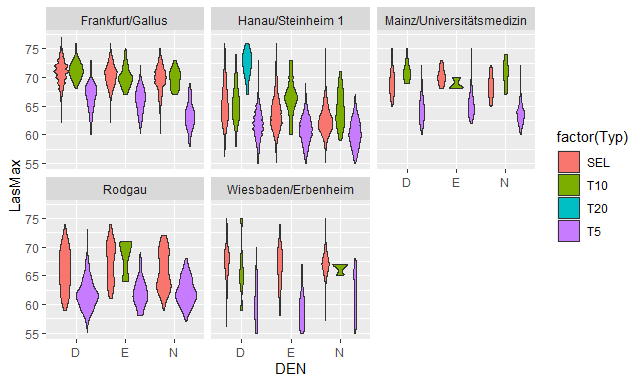 Frankfurt/Gallus
Hanau/Steinheim 1
Mainz/Universitätsmedizin
75
70
65
60
55
D
E
N
Rodgau
Wiesbaden/Erbenheim
75
70
65
60
55
D
E
N
D
E
N
LasMax
DEN
factor(Typ)
SEL
T10
T20
T5